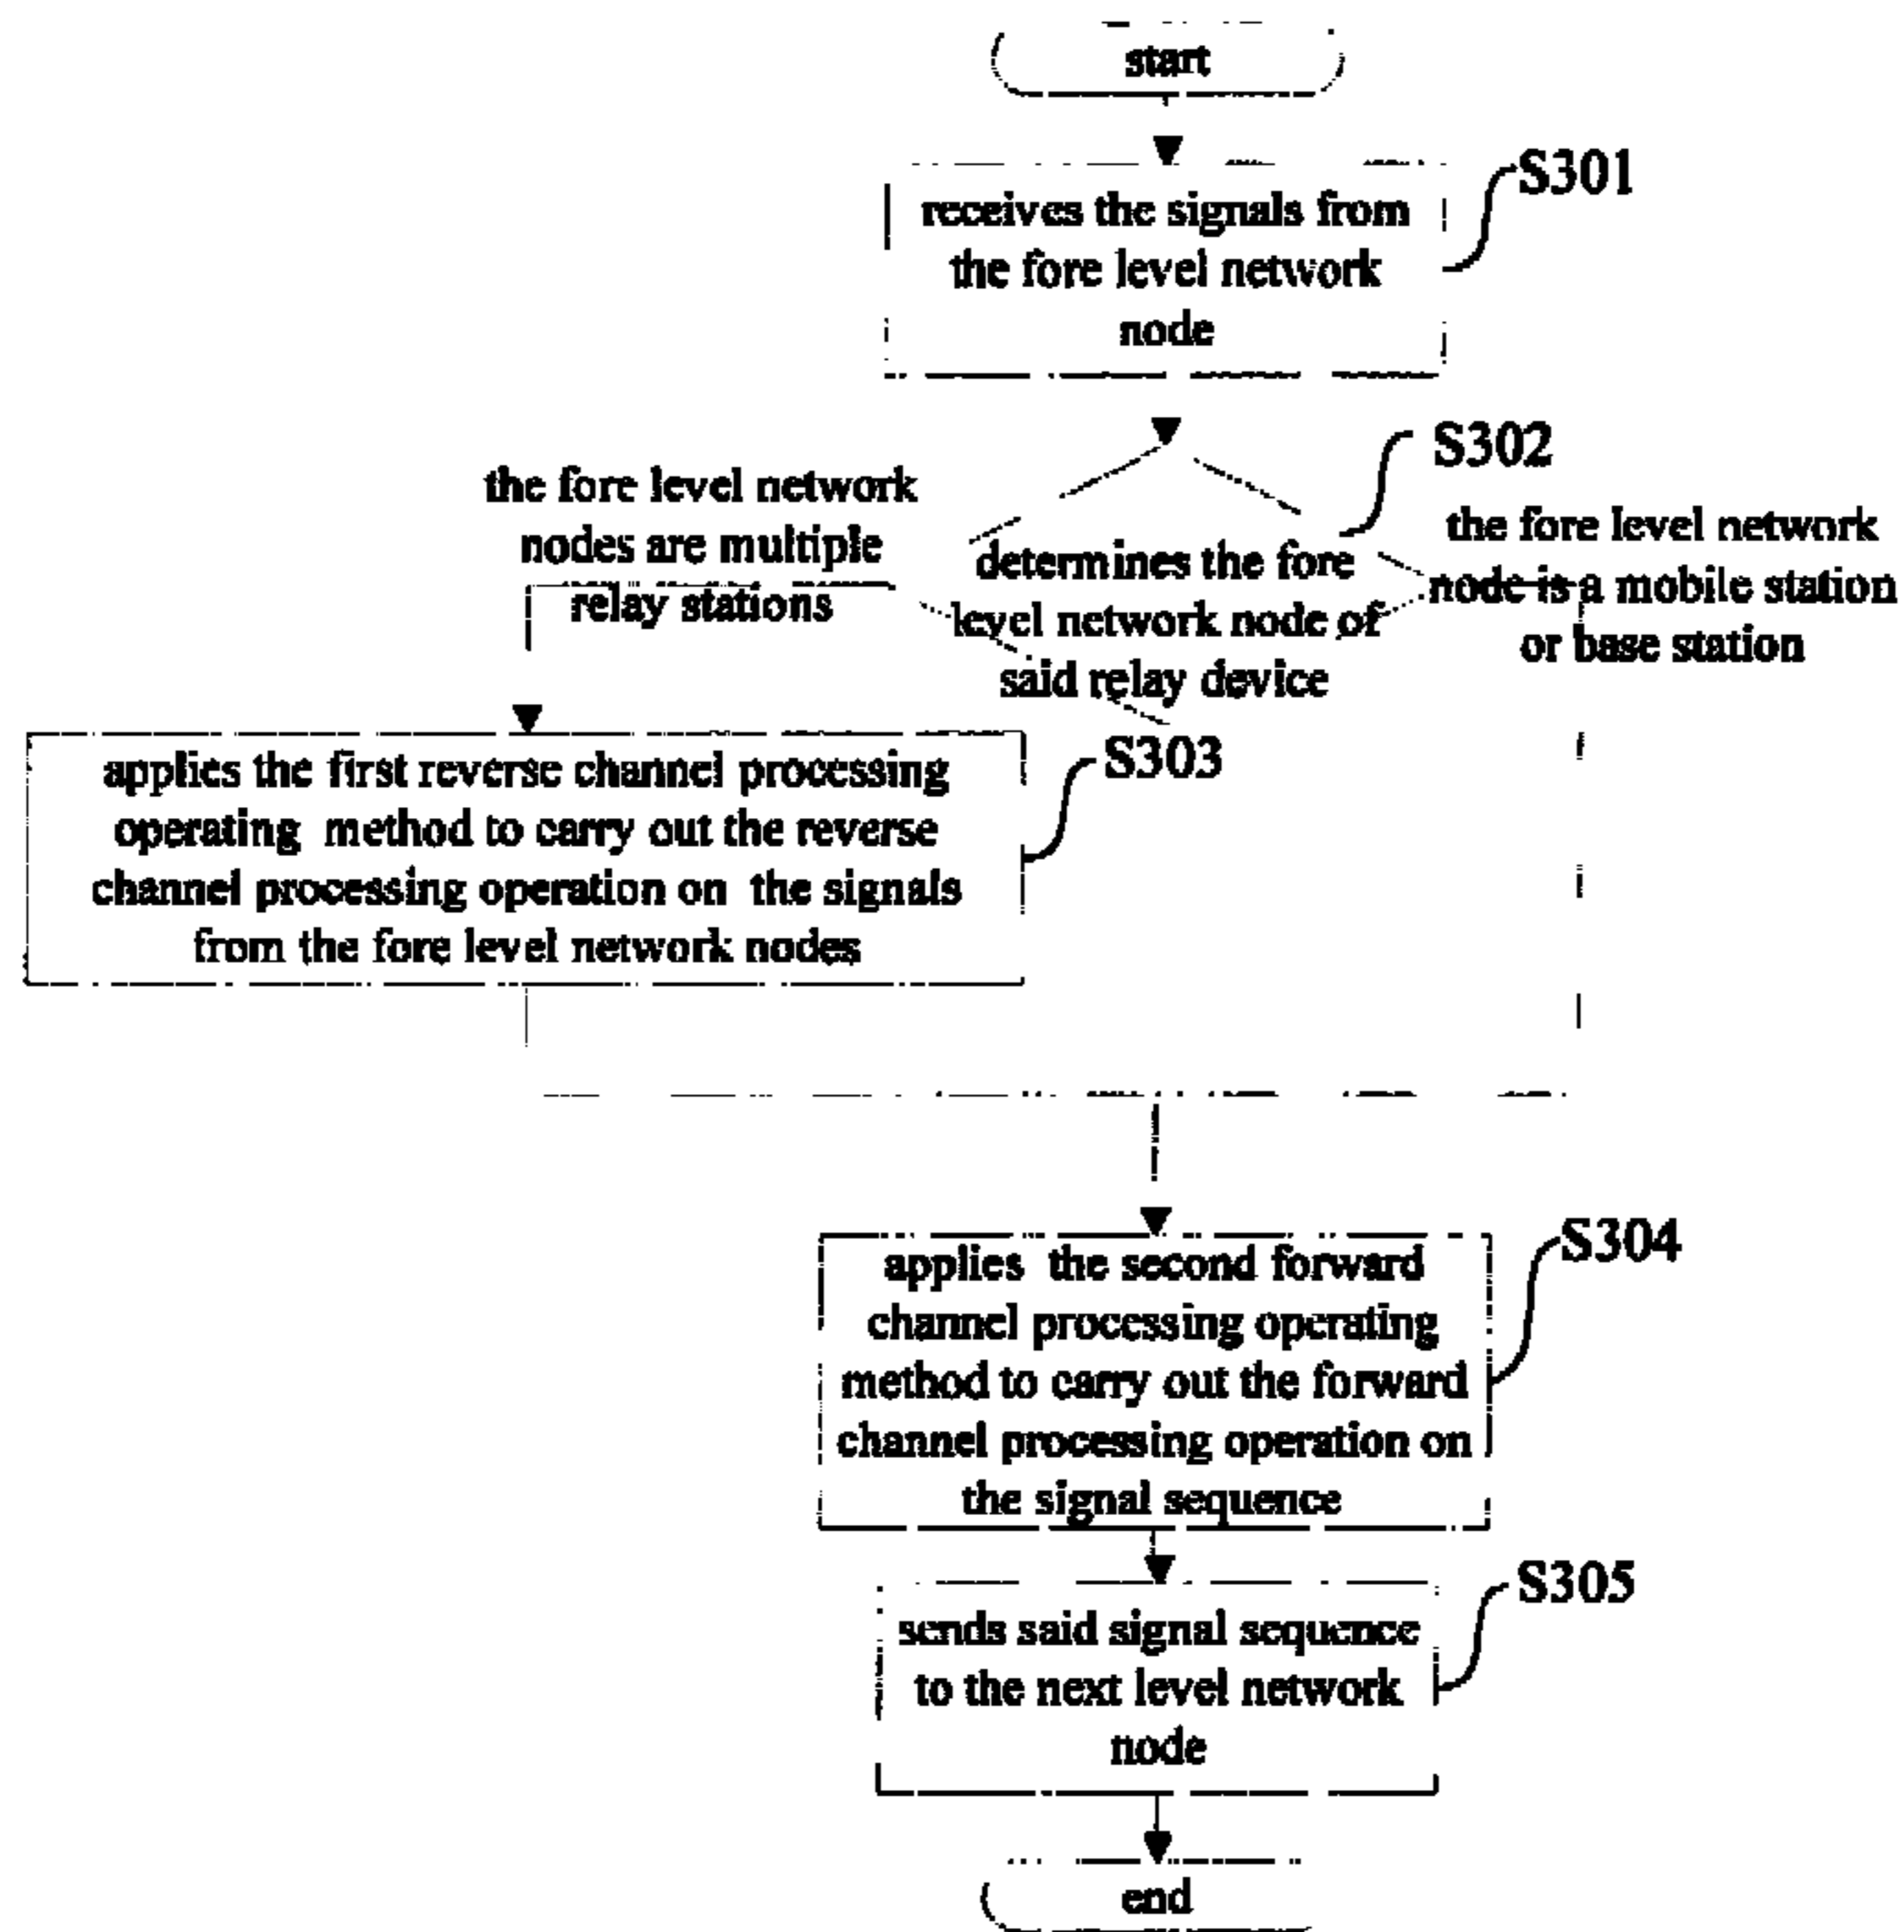 start
S301
receives the signals from
the fore level network
node
S302
the fore level network
nodes are multiple
relay stations
determines the fore
level network node of
said relay device
the fore level network
node is a mobile station
or base station
S303
applies the first reverse channel processing
operating method to carry out the reverse
channel processing operation on the signals
from the fore level network nodes
S304
applies the second forward
channel processing operating
method to carry out the forward
channel processing operation on
the signal sequence
S305
sends said signal sequence
to the next level network
node
end